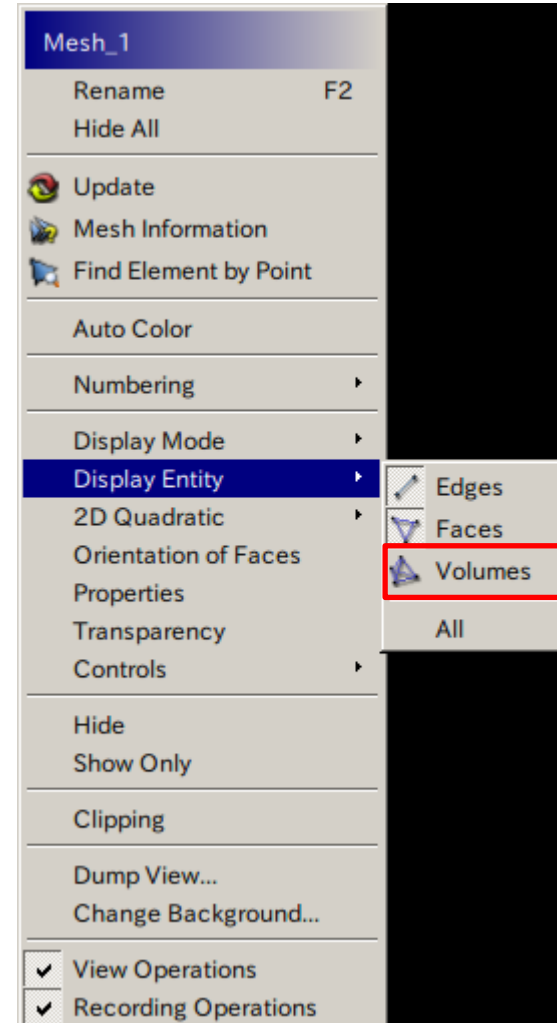 Mesh_1
Rename F2
Hide All
Update
Mesh Information
Find Element by Point
Auto Color
Numbering
Display Mode
Display Entity
2D Quadratic
Orientation of Faces
Properties
Transparency
Controls
Hide
Show Only
Clipping
Dump View...
Change Background...
View Operations
Recording Operations
Edges
Faces
Volumes
All